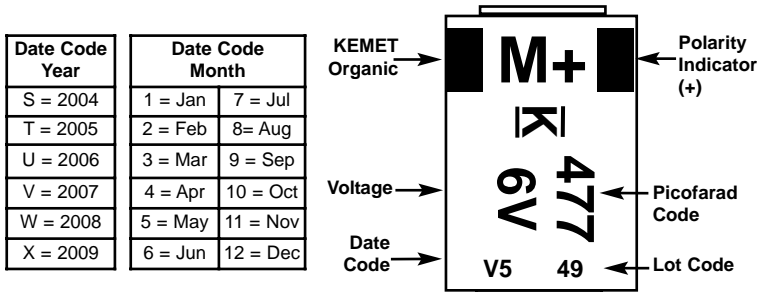 Date Code
Year
S = 2004
T = 2005
U = 2006
V = 2007
W = 2008
X = 2009
Date Code
Month
1 = Jan 7 = Jul
2 = Feb 8= Aug
3 = Mar 9 = Sep
4 = Apr 10 = Oct
5 = May 11 = Nov
6 = Jun 12 = Dec
KEMET
Organic
Voltage
Date
Code
M+
K
477
6V
V5 49
Polarity
Indicator
(+)
Picofarad
Code
Lot Code